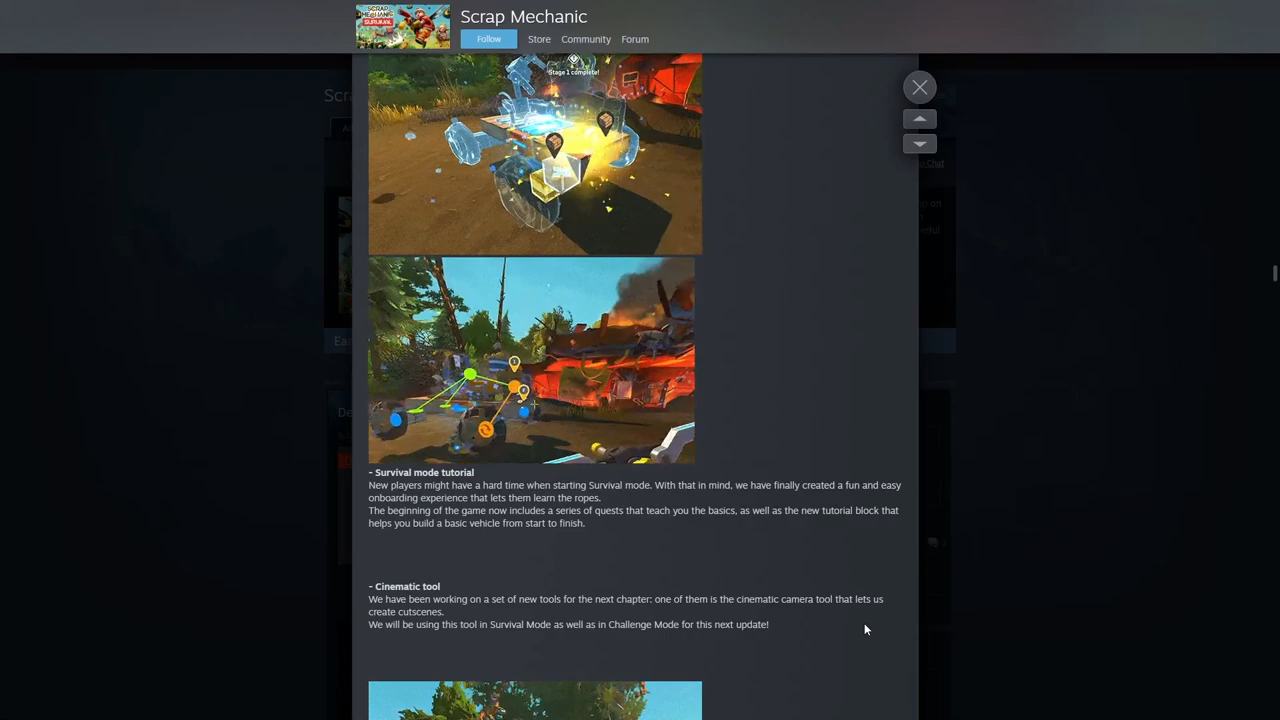 SCRAP MECHANIC SURVIVAL
Scrap Mechanic
Follow
Store
Community
Forum
Stage 1 complete!
Chat
- Survival mode tutorial
New players might have a hard time when starting Survival mode. With that in mind, we have finally created a fun and easy
onboarding experience that lets them learn the ropes.
The beginning of the game now includes a series of quests that teach you the basics, as well as the new tutorial block that
helps you build a basic vehicle from start to finish.
- Cinematic tool
We have been working on a set of new tools for the next chapter: one of them is the cinematic camera tool that lets us
create cutscenes.
We will be using this tool in Survival Mode as well as in Challenge Mode for this next update!